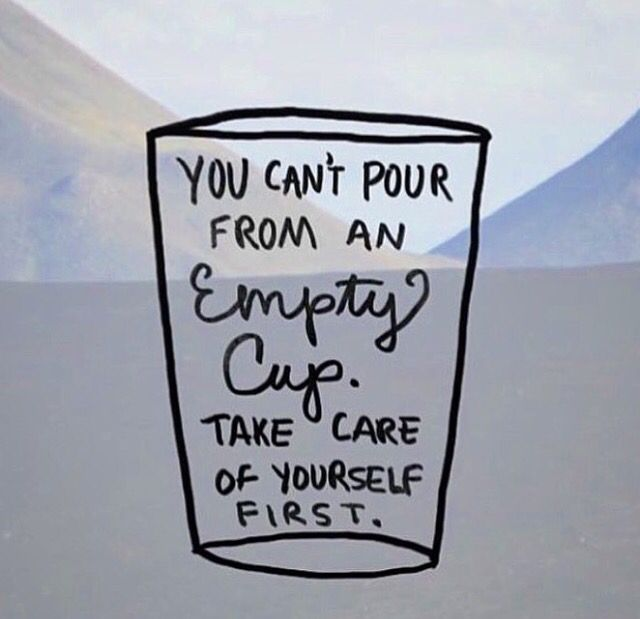 YOU CAN'T POUR
FROM AN
Empty
Cup.
TAKE CARE
OF YOURSELF
FIRST.